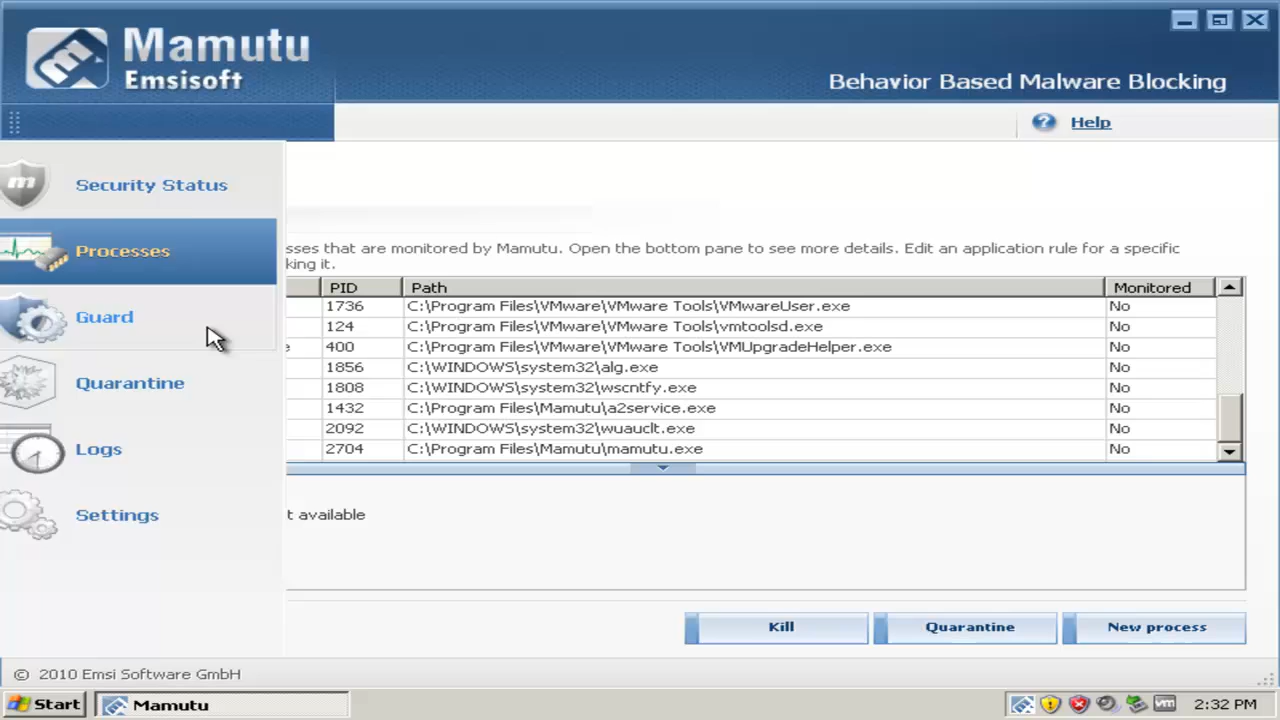 Mamutu
Emsisoft
Behavior Based Malware Blocking
Help
Security Status
Processes
Guard
Quarantine
Logs
Settings
sses that are monitored by Mamutu. Open the bottom pane to see more details. Edit an application rule for a specific
king it.
PID Path Monitored
1736 C:\Program Files\VMware\VMware Tools\VMwareUser.exe No
124 C:\Program Files\VMware\VMware Tools\vmtoolsd.exe No
e 400 C:\Program Files\VMware\VMware Tools\VMUpgradeHelper.exe No
1856 C:\WINDOWS\system32\alg.exe No
1808 C:\WINDOWS\system32\wscntfy.exe No
1432 C:\Program Files\Mamutu\a2service.exe No
2092 C:\WINDOWS\system32\wuauclt.exe No
2704 C:\Program Files\Mamutu\mamutu.exe No
t available
Kill Quarantine New process
© 2010 Emsi Software GmbH
Start Mamutu vm 2:32 PM